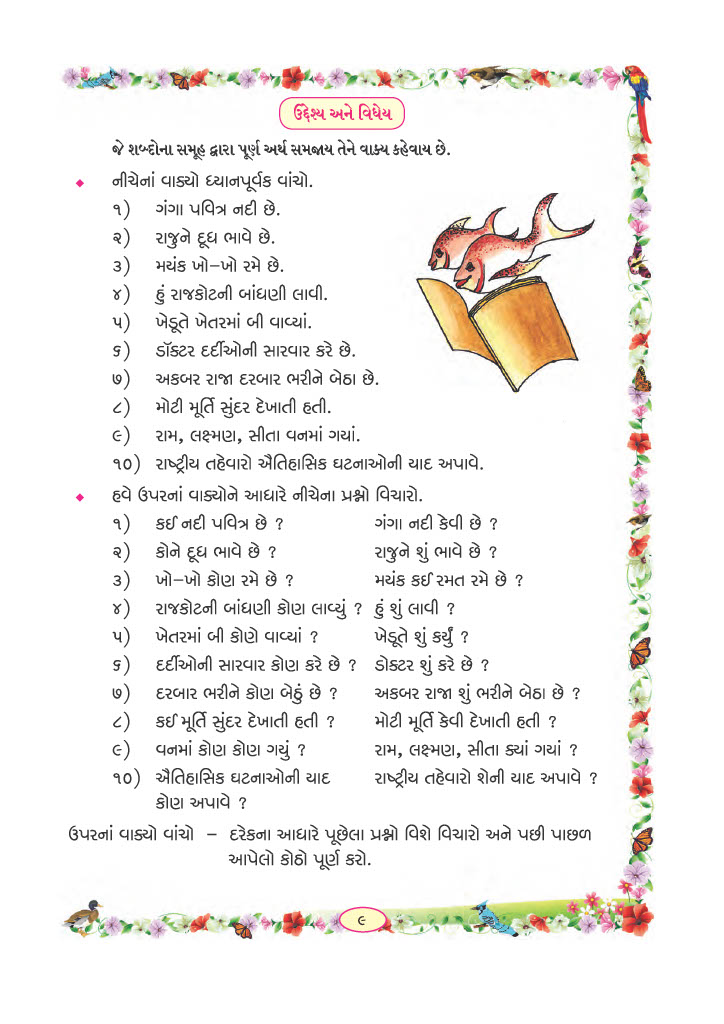 ઉદ્દેશ્ય અને વિધેય
જે શબ્દોના સમૂહ દ્વારા પૂર્ણ અર્થ સમજાય તેને વાક્ય કહેવાય છે.
◆ નીચેનાં વાક્યો ધ્યાનપૂર્વક વાંચો.
૧) ગંગા પવિત્ર નદી છે.
૨) રાજુને દૂધ ભાવે છે.
૩) મયંક ખો–ખો રમે છે.
૪) હું રાજકોટની બાંધણી લાવી.
૫) ખેડૂતે ખેતરમાં બી વાવ્યાં.
૬) ડૉક્ટર દર્દીઓની સારવાર કરે છે.
૭) અકબર રાજા દરબાર ભરીને બેઠા છે.
૮) મોટી મૂર્તિ સુંદર દેખાતી હતી.
૯) રામ, લક્ષ્મણ, સીતા વનમાં ગયાં.
૧૦) રાષ્ટ્રીય તહેવારો ઐતિહાસિક ઘટનાઓની યાદ અપાવે.
◆ હવે ઉપરનાં વાક્યોને આધારે નીચેના પ્રશ્નો વિચારો.
૧) કઈ નદી પવિત્ર છે ? ગંગા નદી કેવી છે ?
૨) કોને દૂધ ભાવે છે ? રાજુને શું ભાવે છે ?
૩) ખો–ખો કોણ રમે છે ? મયંક કઈ રમત રમે છે ?
૪) રાજકોટની બાંધણી કોણ લાવ્યું ? હું શું લાવી ?
૫) ખેતરમાં બી કોણે વાવ્યાં ? ખેડૂતે શું કર્યું ?
૬) દર્દીઓની સારવાર કોણ કરે છે ? ડોક્ટર શું કરે છે ?
૭) દરબાર ભરીને કોણ બેઠું છે ? અકબર રાજા શું ભરીને બેઠા છે ?
૮) કઈ મૂર્તિ સુંદર દેખાતી હતી ? મોટી મૂર્તિ કેવી દેખાતી હતી ?
૯) વનમાં કોણ કોણ ગયું ? રામ, લક્ષ્મણ, સીતા ક્યાં ગયાં ?
૧૦) ઐતિહાસિક ઘટનાઓની યાદ રાષ્ટ્રીય તહેવારો શેની યાદ અપાવે ?
કોણ અપાવે ?
ઉપરનાં વાક્યો વાંચો – દરેકના આધારે પૂછેલા પ્રશ્નો વિશે વિચારો અને પછી પાછળ
આપેલો કોઠો પૂર્ણ કરો.
૯